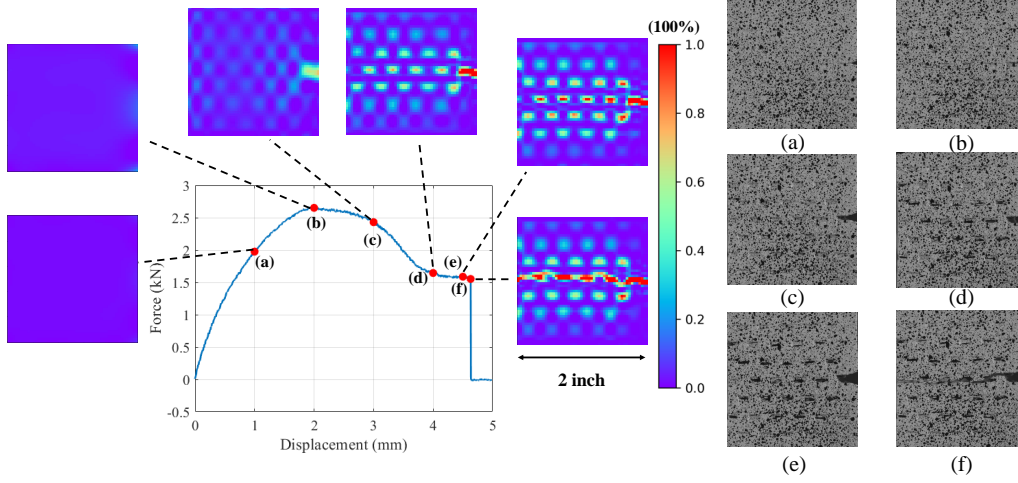 (100%)
1.0
0.8
0.6
0.4
0.2
0.0
2 inch
Force (kN)
3
2.5
2
1.5
1
0.5
0
-0.5
0 1 2 3 4 5
Displacement (mm)
(a)
(b)
(c)
(d)
(e)
(f)
(a) (b)
(c) (d)
(e) (f)